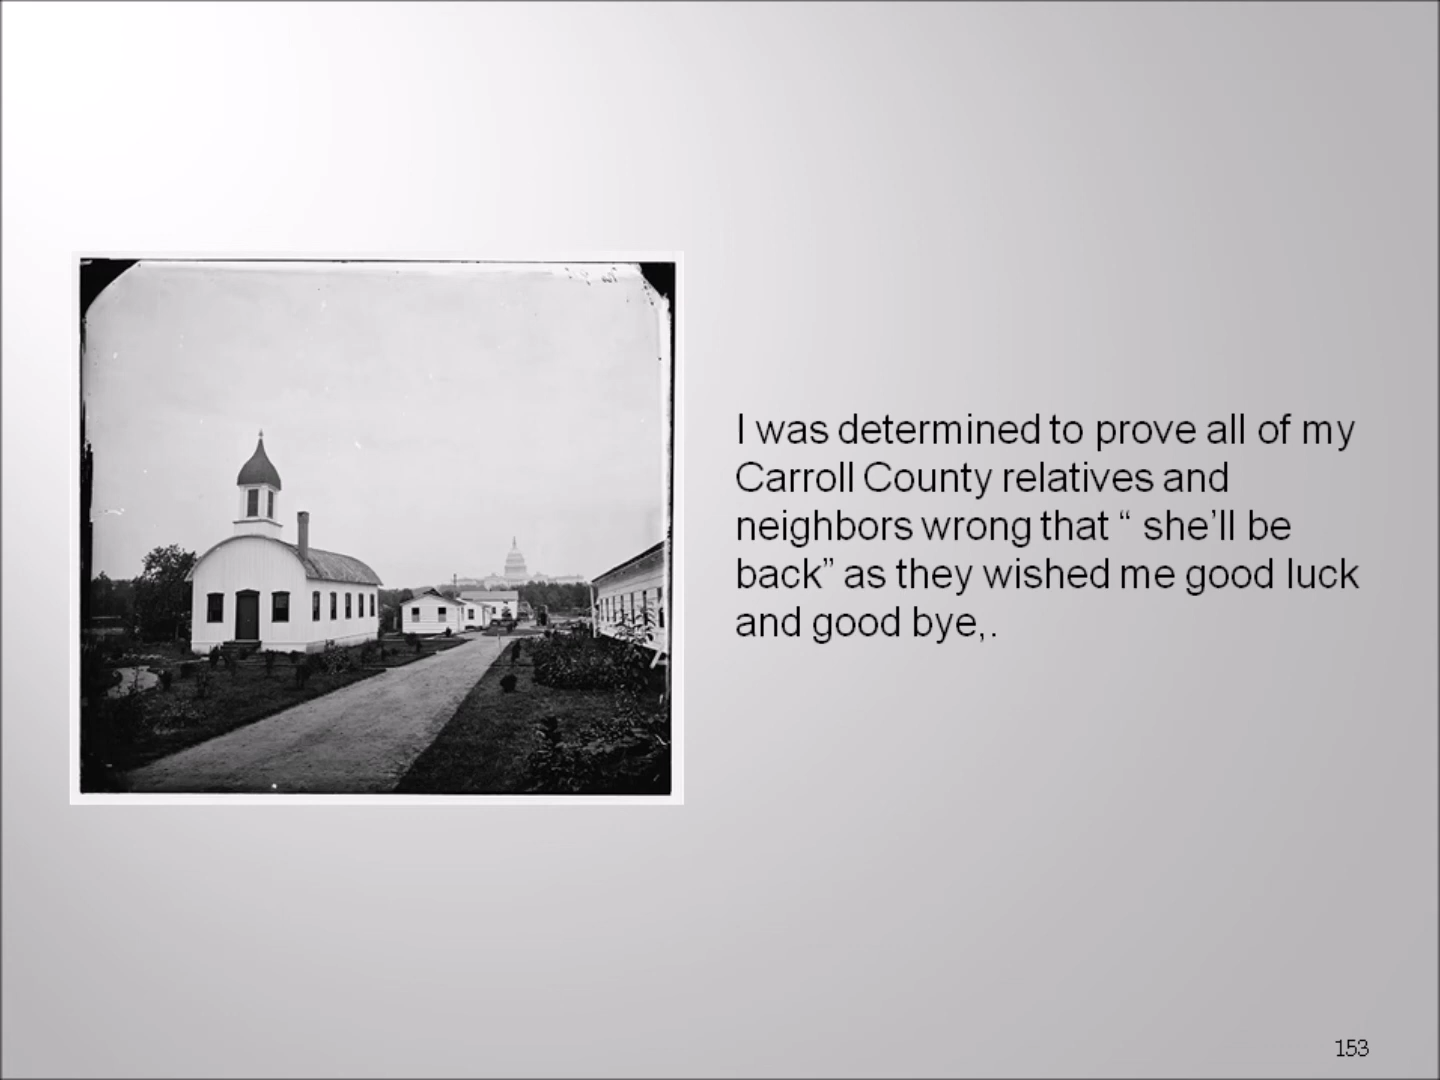 I was determined to prove all of my
Carroll County relatives and
neighbors wrong that “ she’ll be
back” as they wished me good luck
and good bye,.
153